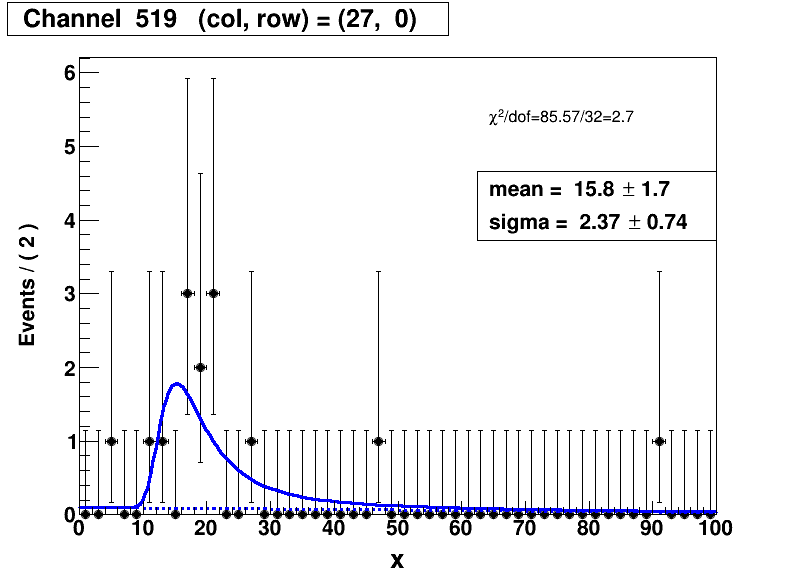 Channel  519   (col, row) = (27,  0)
χ²/dof=85.57/32=2.7
mean =  15.8 ± 1.7
sigma =  2.37 ± 0.74
Events / ( 2 )
6
5
4
3
2
1
0
0 10 20 30 40 50 60 70 80 90 100
x